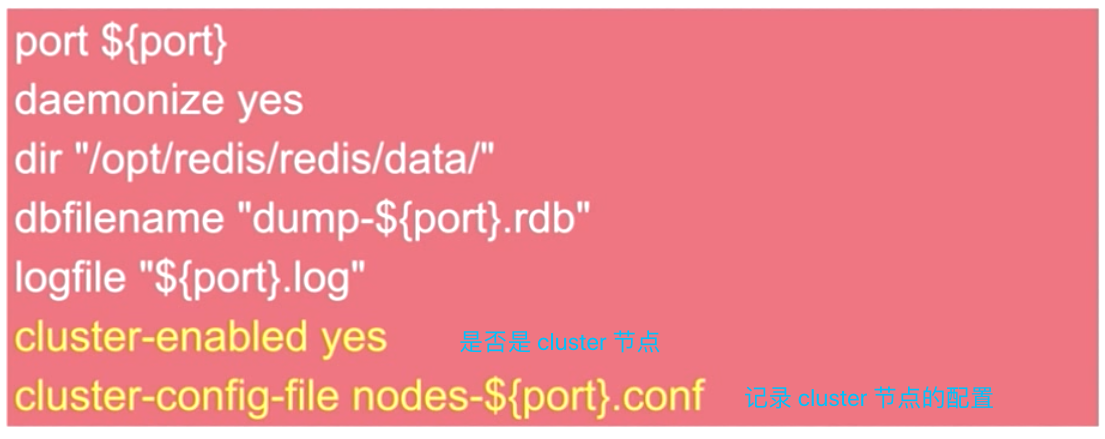 port ${port}
daemonize yes
dir "/opt/redis/redis/data/"
dbfilename "dump-${port}.rdb"
logfile "${port}.log"
cluster-enabled yes 是否是 cluster 节点
cluster-config-file nodes-${port}.conf 记录 cluster 节点的配置